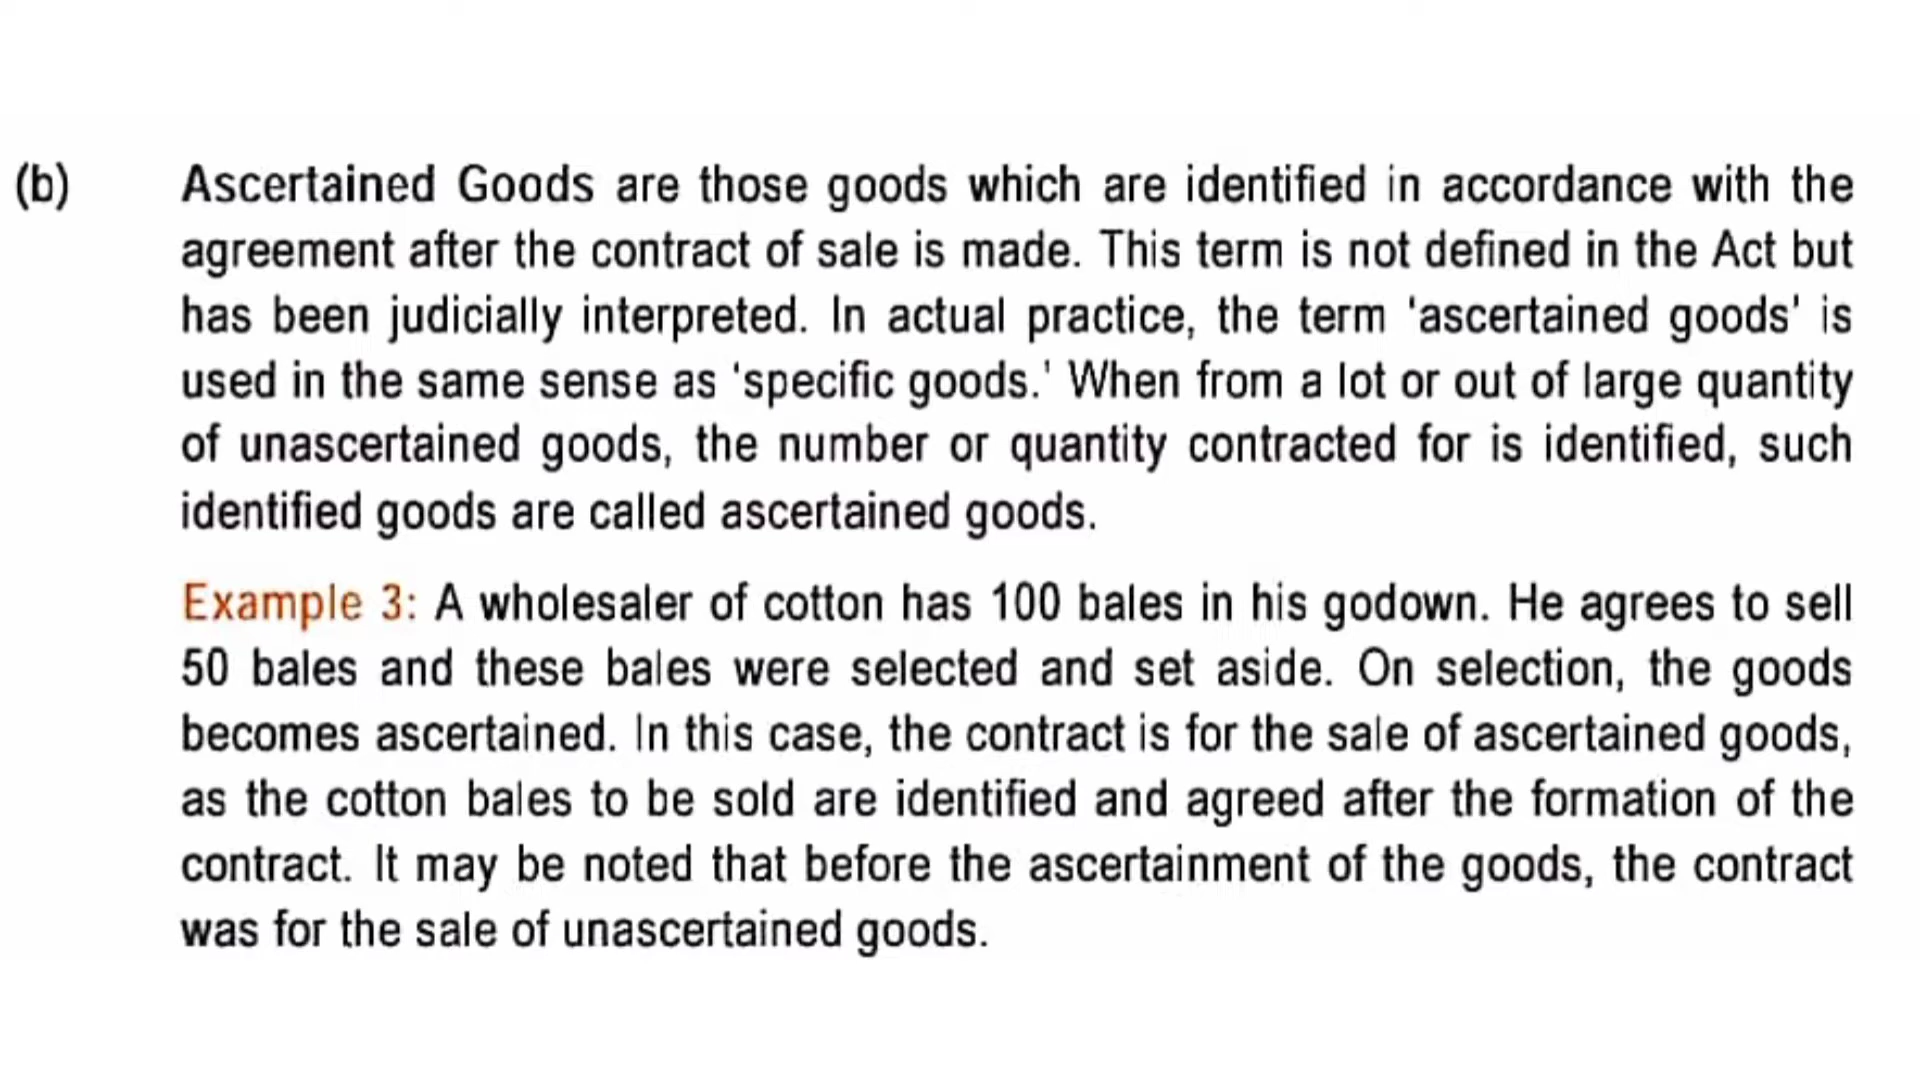 (b) Ascertained Goods are those goods which are identified in accordance with the
agreement after the contract of sale is made. This term is not defined in the Act but
has been judicially interpreted. In actual practice, the term 'ascertained goods' is
used in the same sense as 'specific goods.' When from a lot or out of large quantity
of unascertained goods, the number or quantity contracted for is identified, such
identified goods are called ascertained goods.
Example 3: A wholesaler of cotton has 100 bales in his godown. He agrees to sell
50 bales and these bales were selected and set aside. On selection, the goods
becomes ascertained. In this case, the contract is for the sale of ascertained goods,
as the cotton bales to be sold are identified and agreed after the formation of the
contract. It may be noted that before the ascertainment of the goods, the contract
was for the sale of unascertained goods.